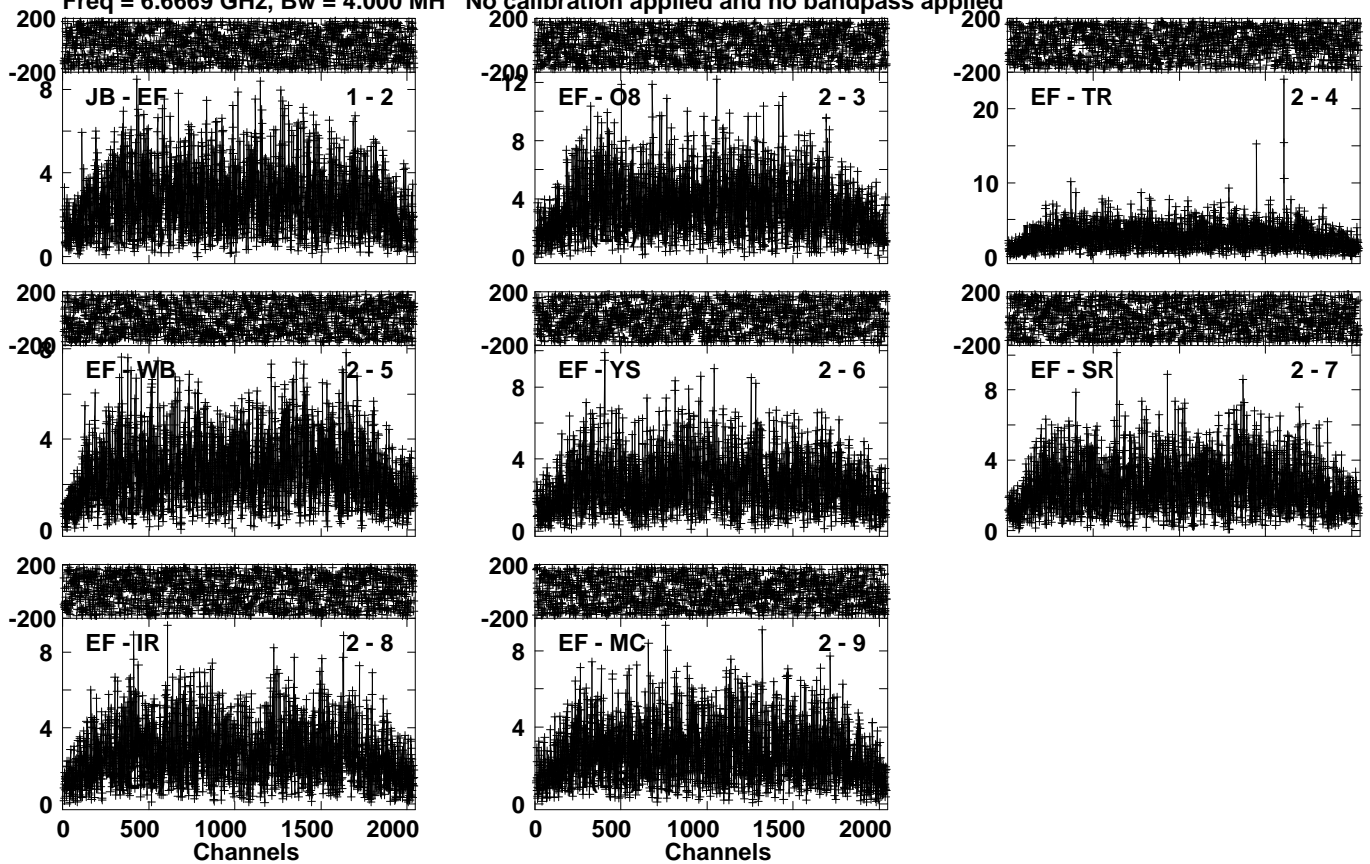 Freq = 6.6669 GHz, Bw = 4.000 MH No calibration applied and no bandpass applied
200 200 200
-200 -200 -200
JB - EF 1 - 2 EF - O8 2 - 3 EF - TR 2 - 4
8 12 20
4 8 10
0 4 0
0
200 200 200
-200 -200 -200
EF - WB 2 - 5 EF - YS 2 - 6 EF - SR 2 - 7
8 8 8
4 4 4
0 0 0
200 200
-200 -200
EF - IR 2 - 8 EF - MC 2 - 9
8 8
4 4
0 0
0 500 1000 1500 2000 0 500 1000 1500 2000
Channels Channels